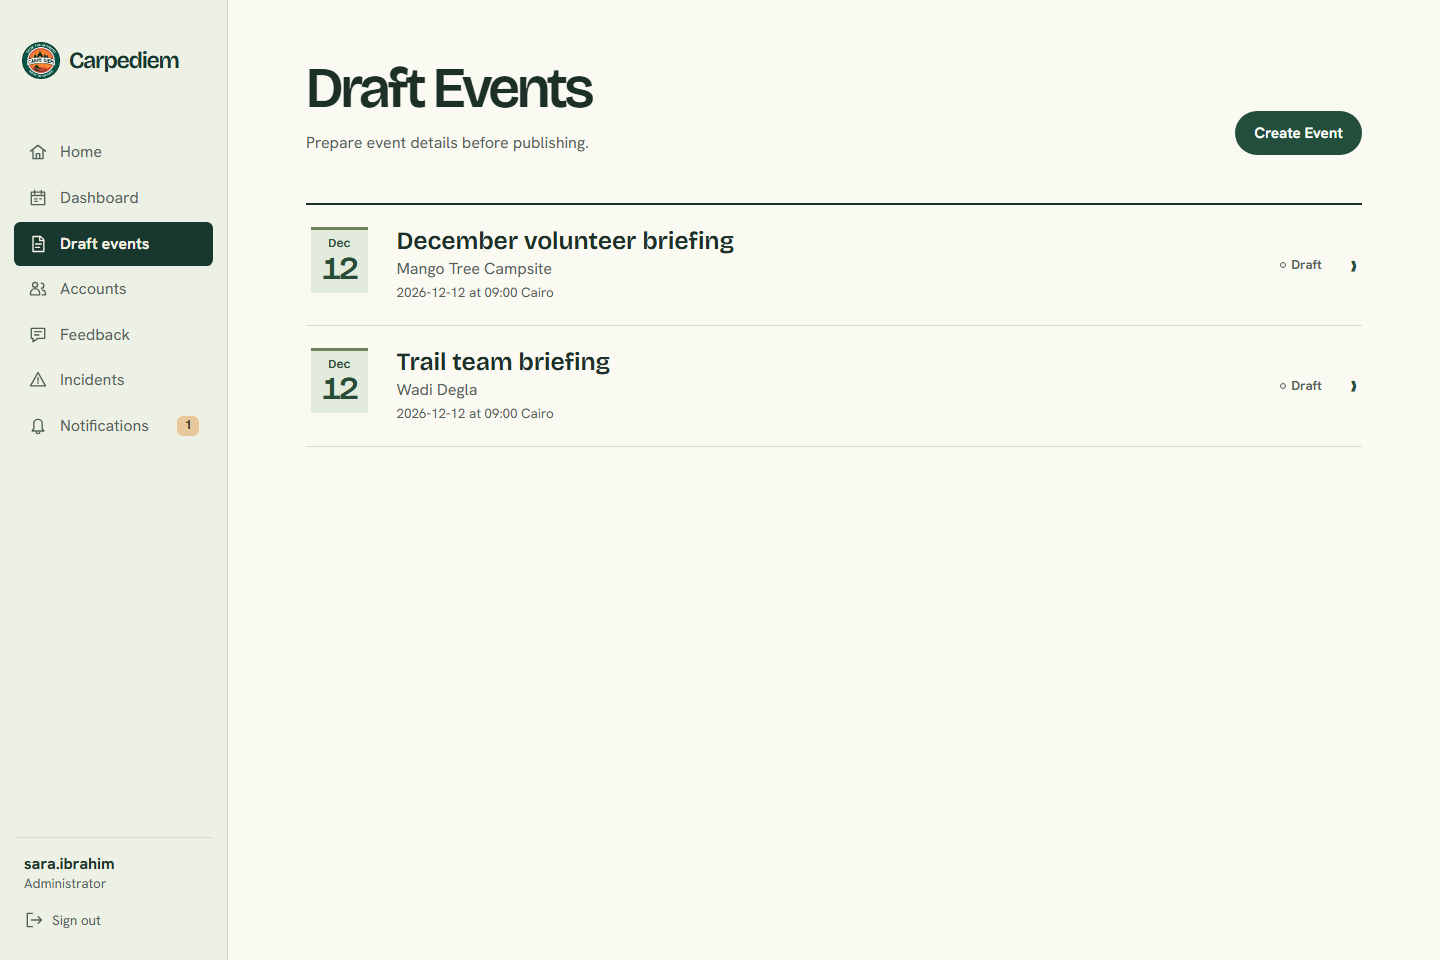 Carpediem
Home
Dashboard
Draft events
Accounts
Feedback
Incidents
Notifications 1
sara.ibrahim
Administrator
Sign out
Draft Events
Prepare event details before publishing.
Create Event
Dec
12
December volunteer briefing
Mango Tree Campsite
2026-12-12 at 09:00 Cairo
Draft
Dec
12
Trail team briefing
Wadi Degla
2026-12-12 at 09:00 Cairo
Draft